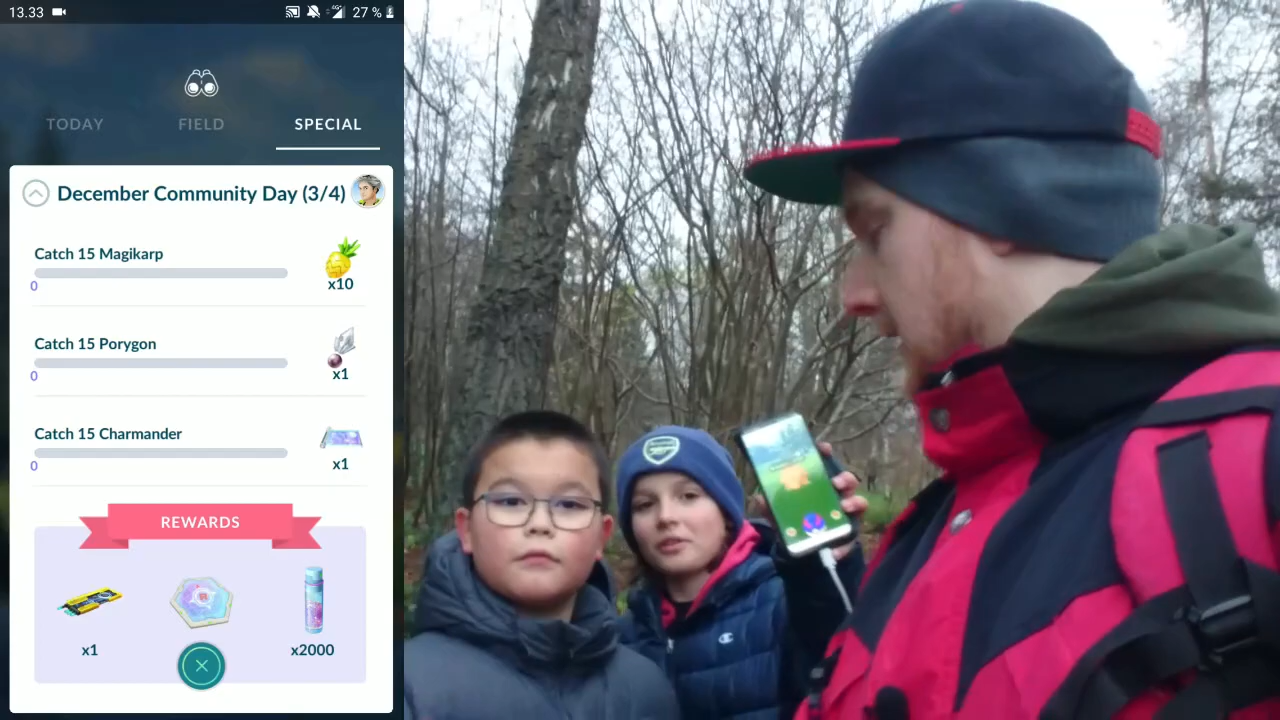 13.33
4G
27 %
TODAY
FIELD
SPECIAL
December Community Day (3/4)
Catch 15 Magikarp
0
x10
Catch 15 Porygon
0
x1
Catch 15 Charmander
0
x1
REWARDS
x1
x2000